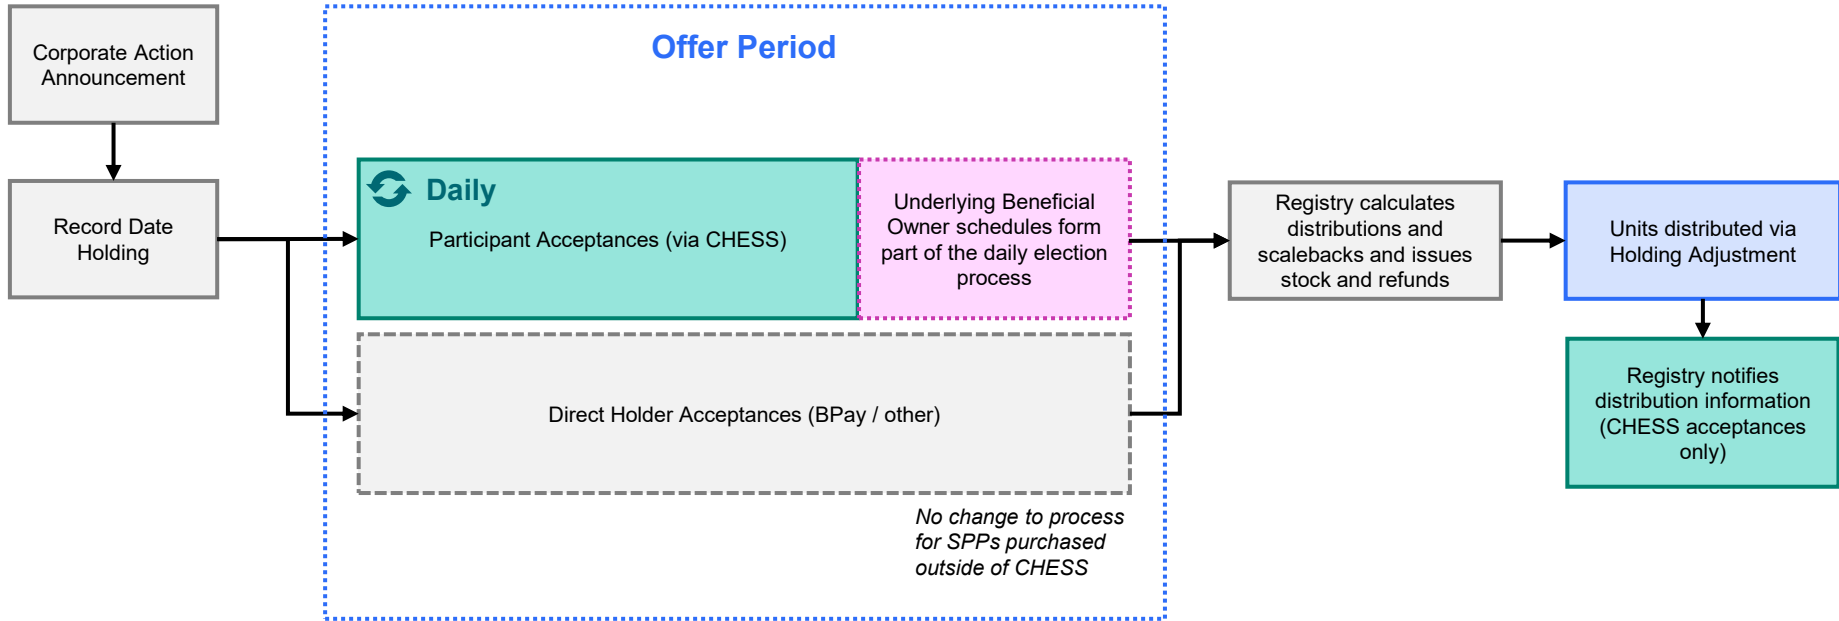 Corporate Action
Announcement
Record Date
Holding
Offer Period
Daily
Participant Acceptances (via CHESS)
Underlying Beneficial
Owner schedules form
part of the daily election
process
Direct Holder Acceptances (BPay / other)
No change to process
for SPPs purchased
outside of CHESS
Registry calculates
distributions and
scalebacks and issues
stock and refunds
Units distributed via
Holding Adjustment
Registry notifies
distribution information
(CHESS acceptances
only)